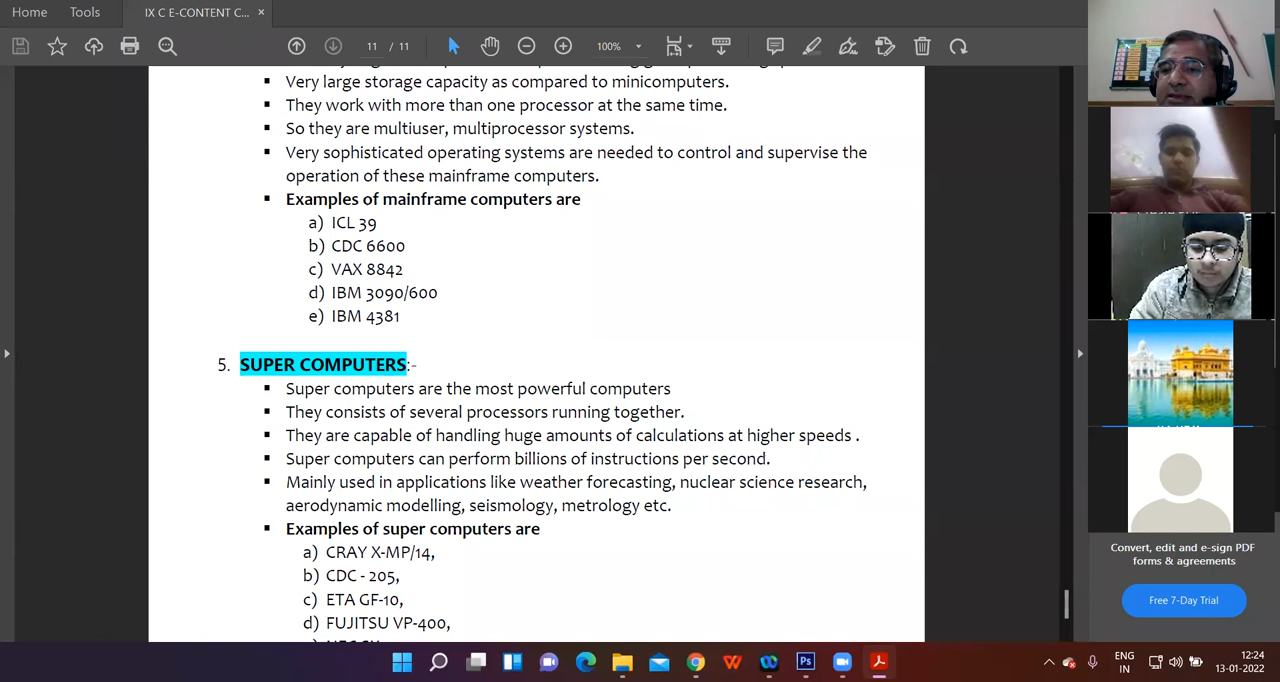 Home Tools IX C E-CONTENT C... ×
11 / 11 100%
Very large storage capacity as compared to minicomputers.
They work with more than one processor at the same time.
So they are multiuser, multiprocessor systems.
Very sophisticated operating systems are needed to control and supervise the
operation of these mainframe computers.
Examples of mainframe computers are
a) ICL 39
b) CDC 6600
c) VAX 8842
d) IBM 3090/600
e) IBM 4381
5. SUPER COMPUTERS:-
Super computers are the most powerful computers
They consists of several processors running together.
They are capable of handling huge amounts of calculations at higher speeds .
Super computers can perform billions of instructions per second.
Mainly used in applications like weather forecasting, nuclear science research,
aerodynamic modelling, seismology, metrology etc.
Examples of super computers are
a) CRAY X-MP/14,
b) CDC - 205,
c) ETA GF-10,
d) FUJITSU VP-400,
Convert, edit and e-sign PDF
forms & agreements
Free 7-Day Trial
Ps
ENG
IN
12:24
13-01-2022